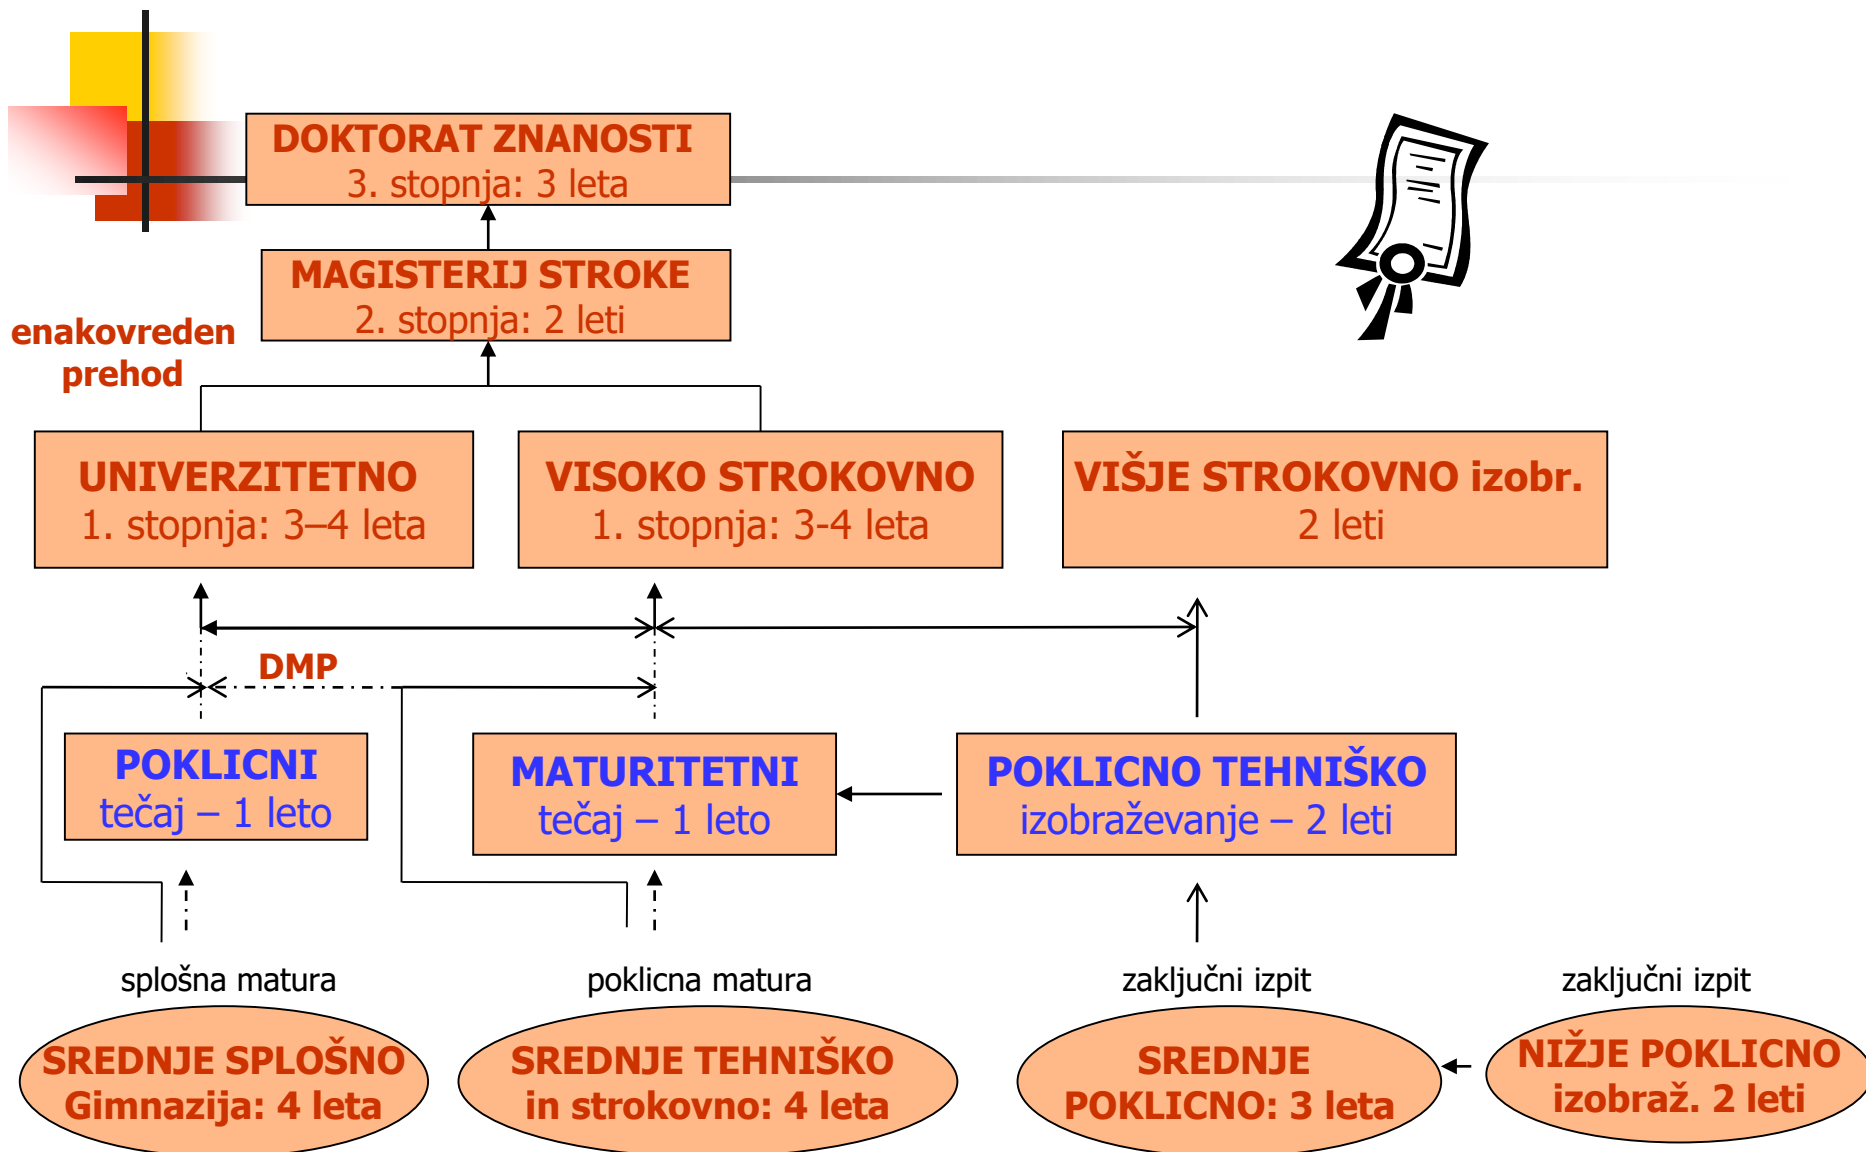 DOKTORAT ZNANOSTI
3. stopnja: 3 leta
MAGISTERIJ STROKE
2. stopnja: 2 leti
enakovreden
prehod
UNIVERZITETNO
1. stopnja: 3–4 leta
VISOKO STROKOVNO
1. stopnja: 3-4 leta
VIŠJE STROKOVNO izobr.
2 leti
DMP
POKLICNI
tečaj – 1 leto
MATURITETNI
tečaj – 1 leto
POKLICNO TEHNIŠKO
izobraževanje – 2 leti
splošna matura
poklicna matura
zaključni izpit
zaključni izpit
SREDNJE SPLOŠNO
Gimnazija: 4 leta
SREDNJE TEHNIŠKO
in strokovno: 4 leta
SREDNJE
POKLICNO: 3 leta
NIŽJE POKLICNO
izobraž. 2 leti